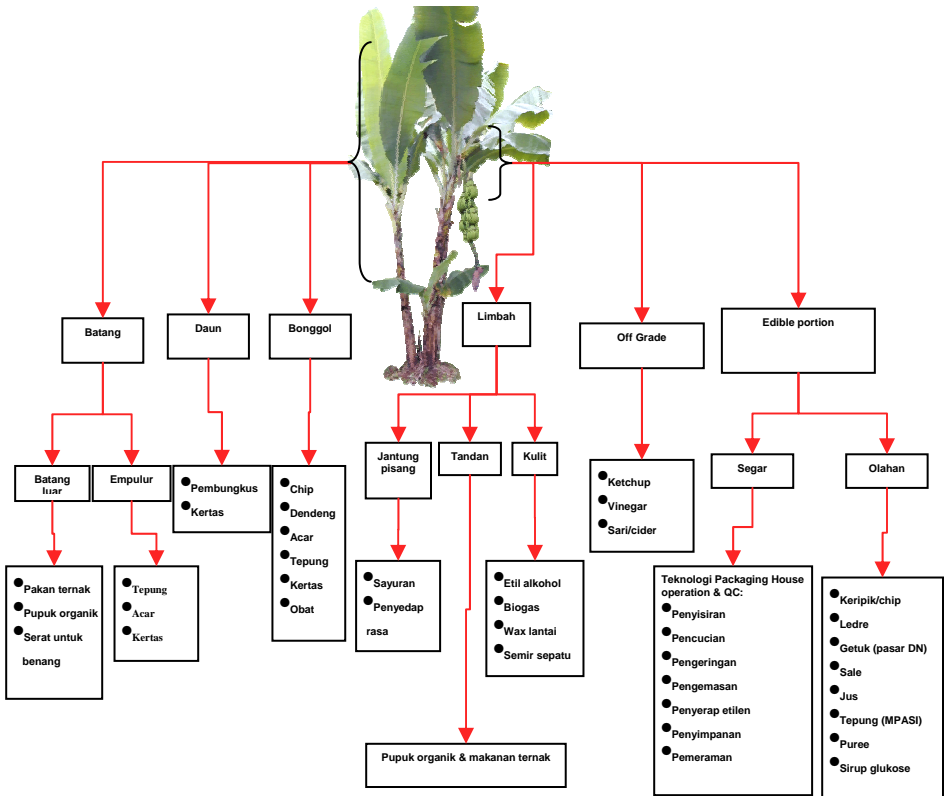 Batang
Daun
Bonggol
Limbah
Off Grade
Edible portion
Batang
luar
Empulur
Pembungkus
Kertas
Chip
Dendeng
Acar
Tepung
Kertas
Obat
Jantung
pisang
Tandan
Kulit
Ketchup
Vinegar
Sari/cider
Segar
Olahan
Pakan ternak
Pupuk organik
Serat untuk
benang
Tepung
Acar
Kertas
Sayuran
Penyedap
rasa
Etil alkohol
Biogas
Wax lantai
Semir sepatu
Teknologi Packaging House
operation & QC:
Penyisiran
Pencucian
Pengeringan
Pengemasan
Penyerap etilen
Penyimpanan
Pemeraman
Keripik/chip
Ledre
Getuk (pasar DN)
Sale
Jus
Tepung (MPASI)
Puree
Sirup glukose
Pupuk organik & makanan ternak